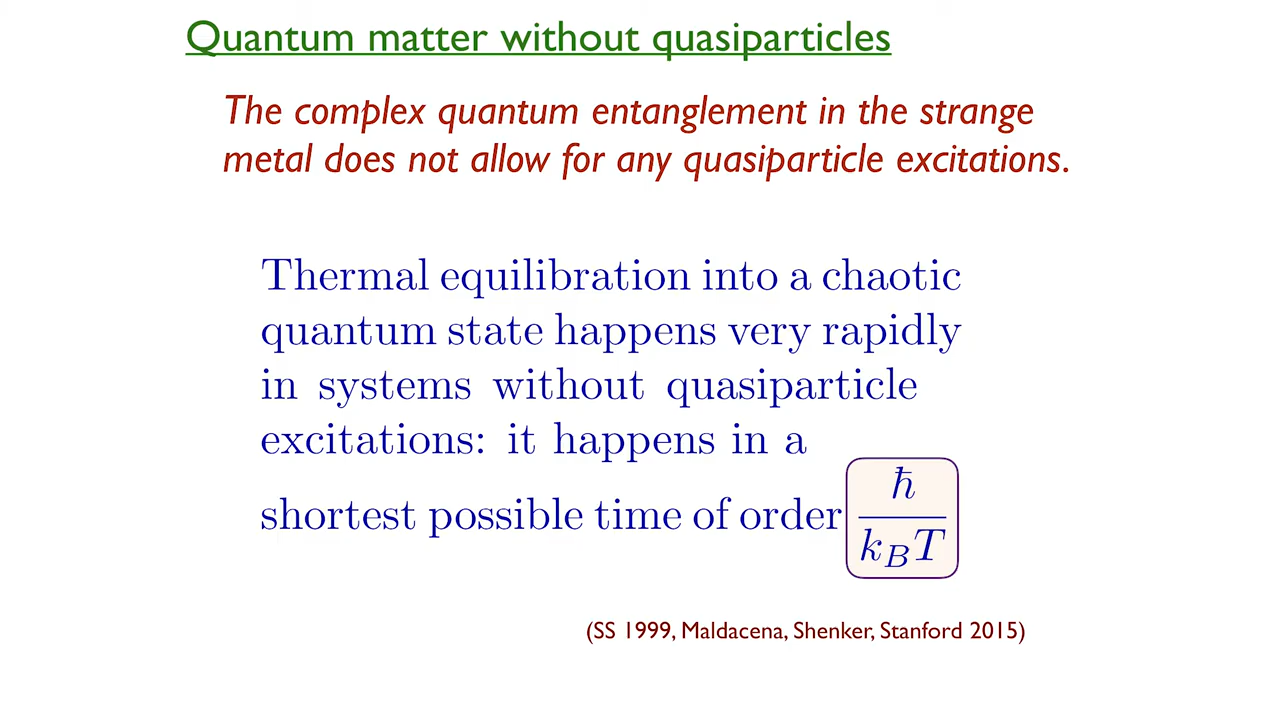 Quantum matter without quasiparticles
The complex quantum entanglement in the strange
metal does not allow for any quasiparticle excitations.
Thermal equilibration into a chaotic
quantum state happens very rapidly
in systems without quasiparticle
excitations: it happens in a
shortest possible time of order ħ / k_B T
(SS 1999, Maldacena, Shenker, Stanford 2015)